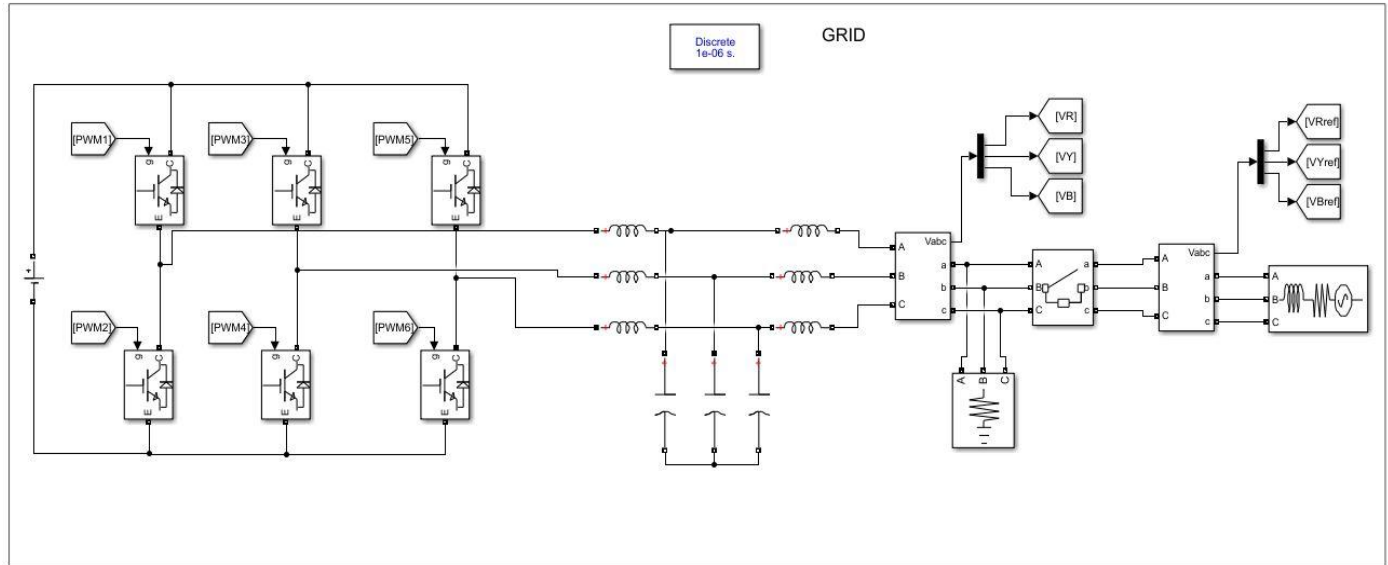 GRID
Discrete
1e-06 s.
[PWM1]
[PWM3]
[PWM5]
g
C
E
g
C
E
g
C
E
[PWM2]
[PWM4]
[PWM6]
g
C
E
g
C
E
g
C
E
+
+
+
+
+
+
+
+
+
+
[VR]
[VY]
[VB]
[VRref]
[VYref]
[VBref]
Vabc
A
B
C
a
b
c
A
B
C
a
b
c
Vabc
A
B
C
a
b
c
A
B
C
A
B
C